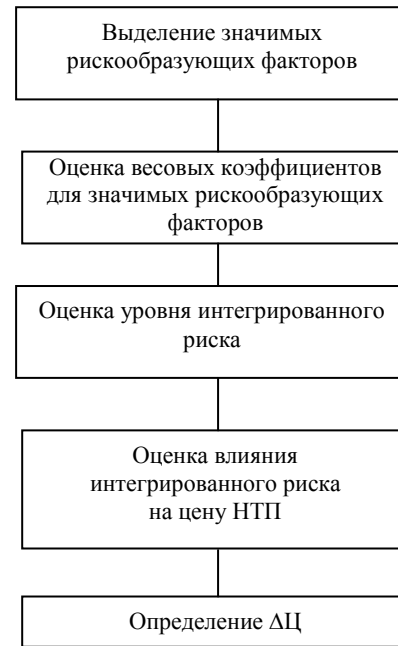 Выделение значимых
рискообразующих факторов
Оценка весовых коэффициентов
для значимых рискообразующих
факторов
Оценка уровня интегрированного
риска
Оценка влияния
интегрированного риска
на цену НТП
Определение ΔЦ